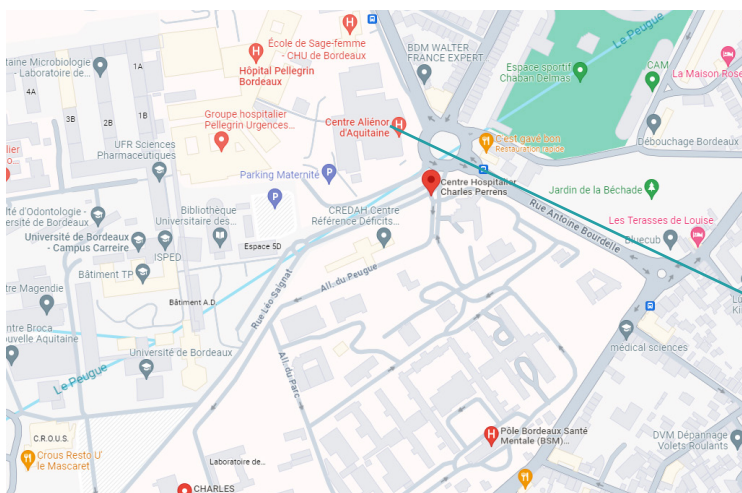 École de Sage-femme
- CHU de Bordeaux
Le Peugue
BDM WALTER
FRANCE EXPERT
taine Microbiologie
- Laboratoire de...
1A
Hôpital Pellegrin
Bordeaux
Espace sportif
Chaban Delmas
CAM
La Maison Rose
4A
2B
1B
3B
Groupe hospitalier
Pellegrin Urgences...
Centre Aliénor
d'Aquitaine
UFR Sciences
Pharmaceutiques
C'est gavé bon
Restauration rapide
Débouchage Bordeaux
Parking Maternité
Centre Hospitalier
Charles Perrens
Jardin de la Béchade
Rue Antoine Bourdelle
Les Terasses de Louise
té d'Odontologie -
ersité de Bordeaux
Bibliothèque
Universitaire des...
CREDAH Centre
Référence Déficits...
Université de Bordeaux
- Campus Carreire
ISPED
Espace 5D
Bluecub
Bâtiment TP
All. du Peugue
Rue Léo Saignat
tre Magendie
Bâtiment A.D.
ntre Broca
ouvelle Aquitaine
Université de Bordeaux
medical sciences
Le Peugue
All. du Parc
C.R.O.U.S.
Crous Resto U'
le Mascaret
Laboratoire de...
Pôle Bordeaux Santé
Mentale (BSM)...
DVM Dépannage
Volets Roulants
CHARLES